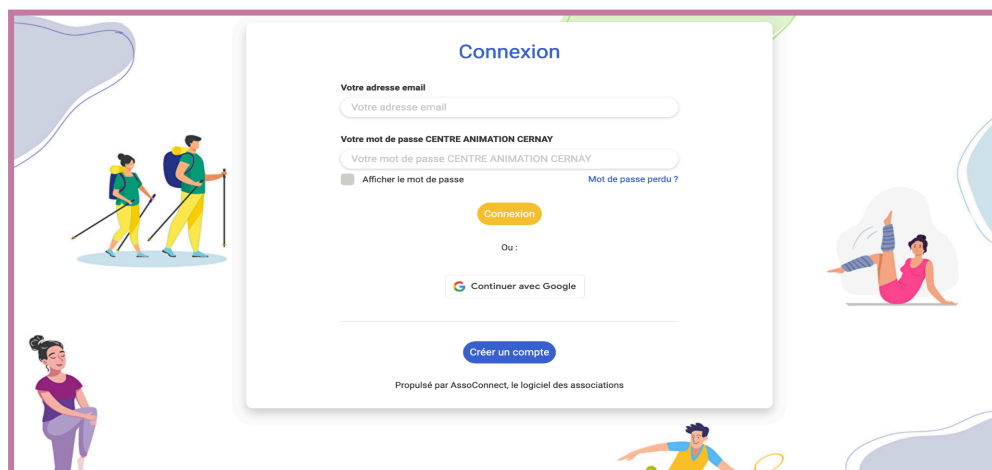 Connexion
Votre adresse email
Votre adresse email
Votre mot de passe CENTRE ANIMATION CERNAY
Votre mot de passe CENTRE ANIMATION CERNAY
Afficher le mot de passe Mot de passe perdu ?
Connexion
Ou :
Continuer avec Google
Créer un compte
Propulsé par AssoConnect, le logiciel des associations